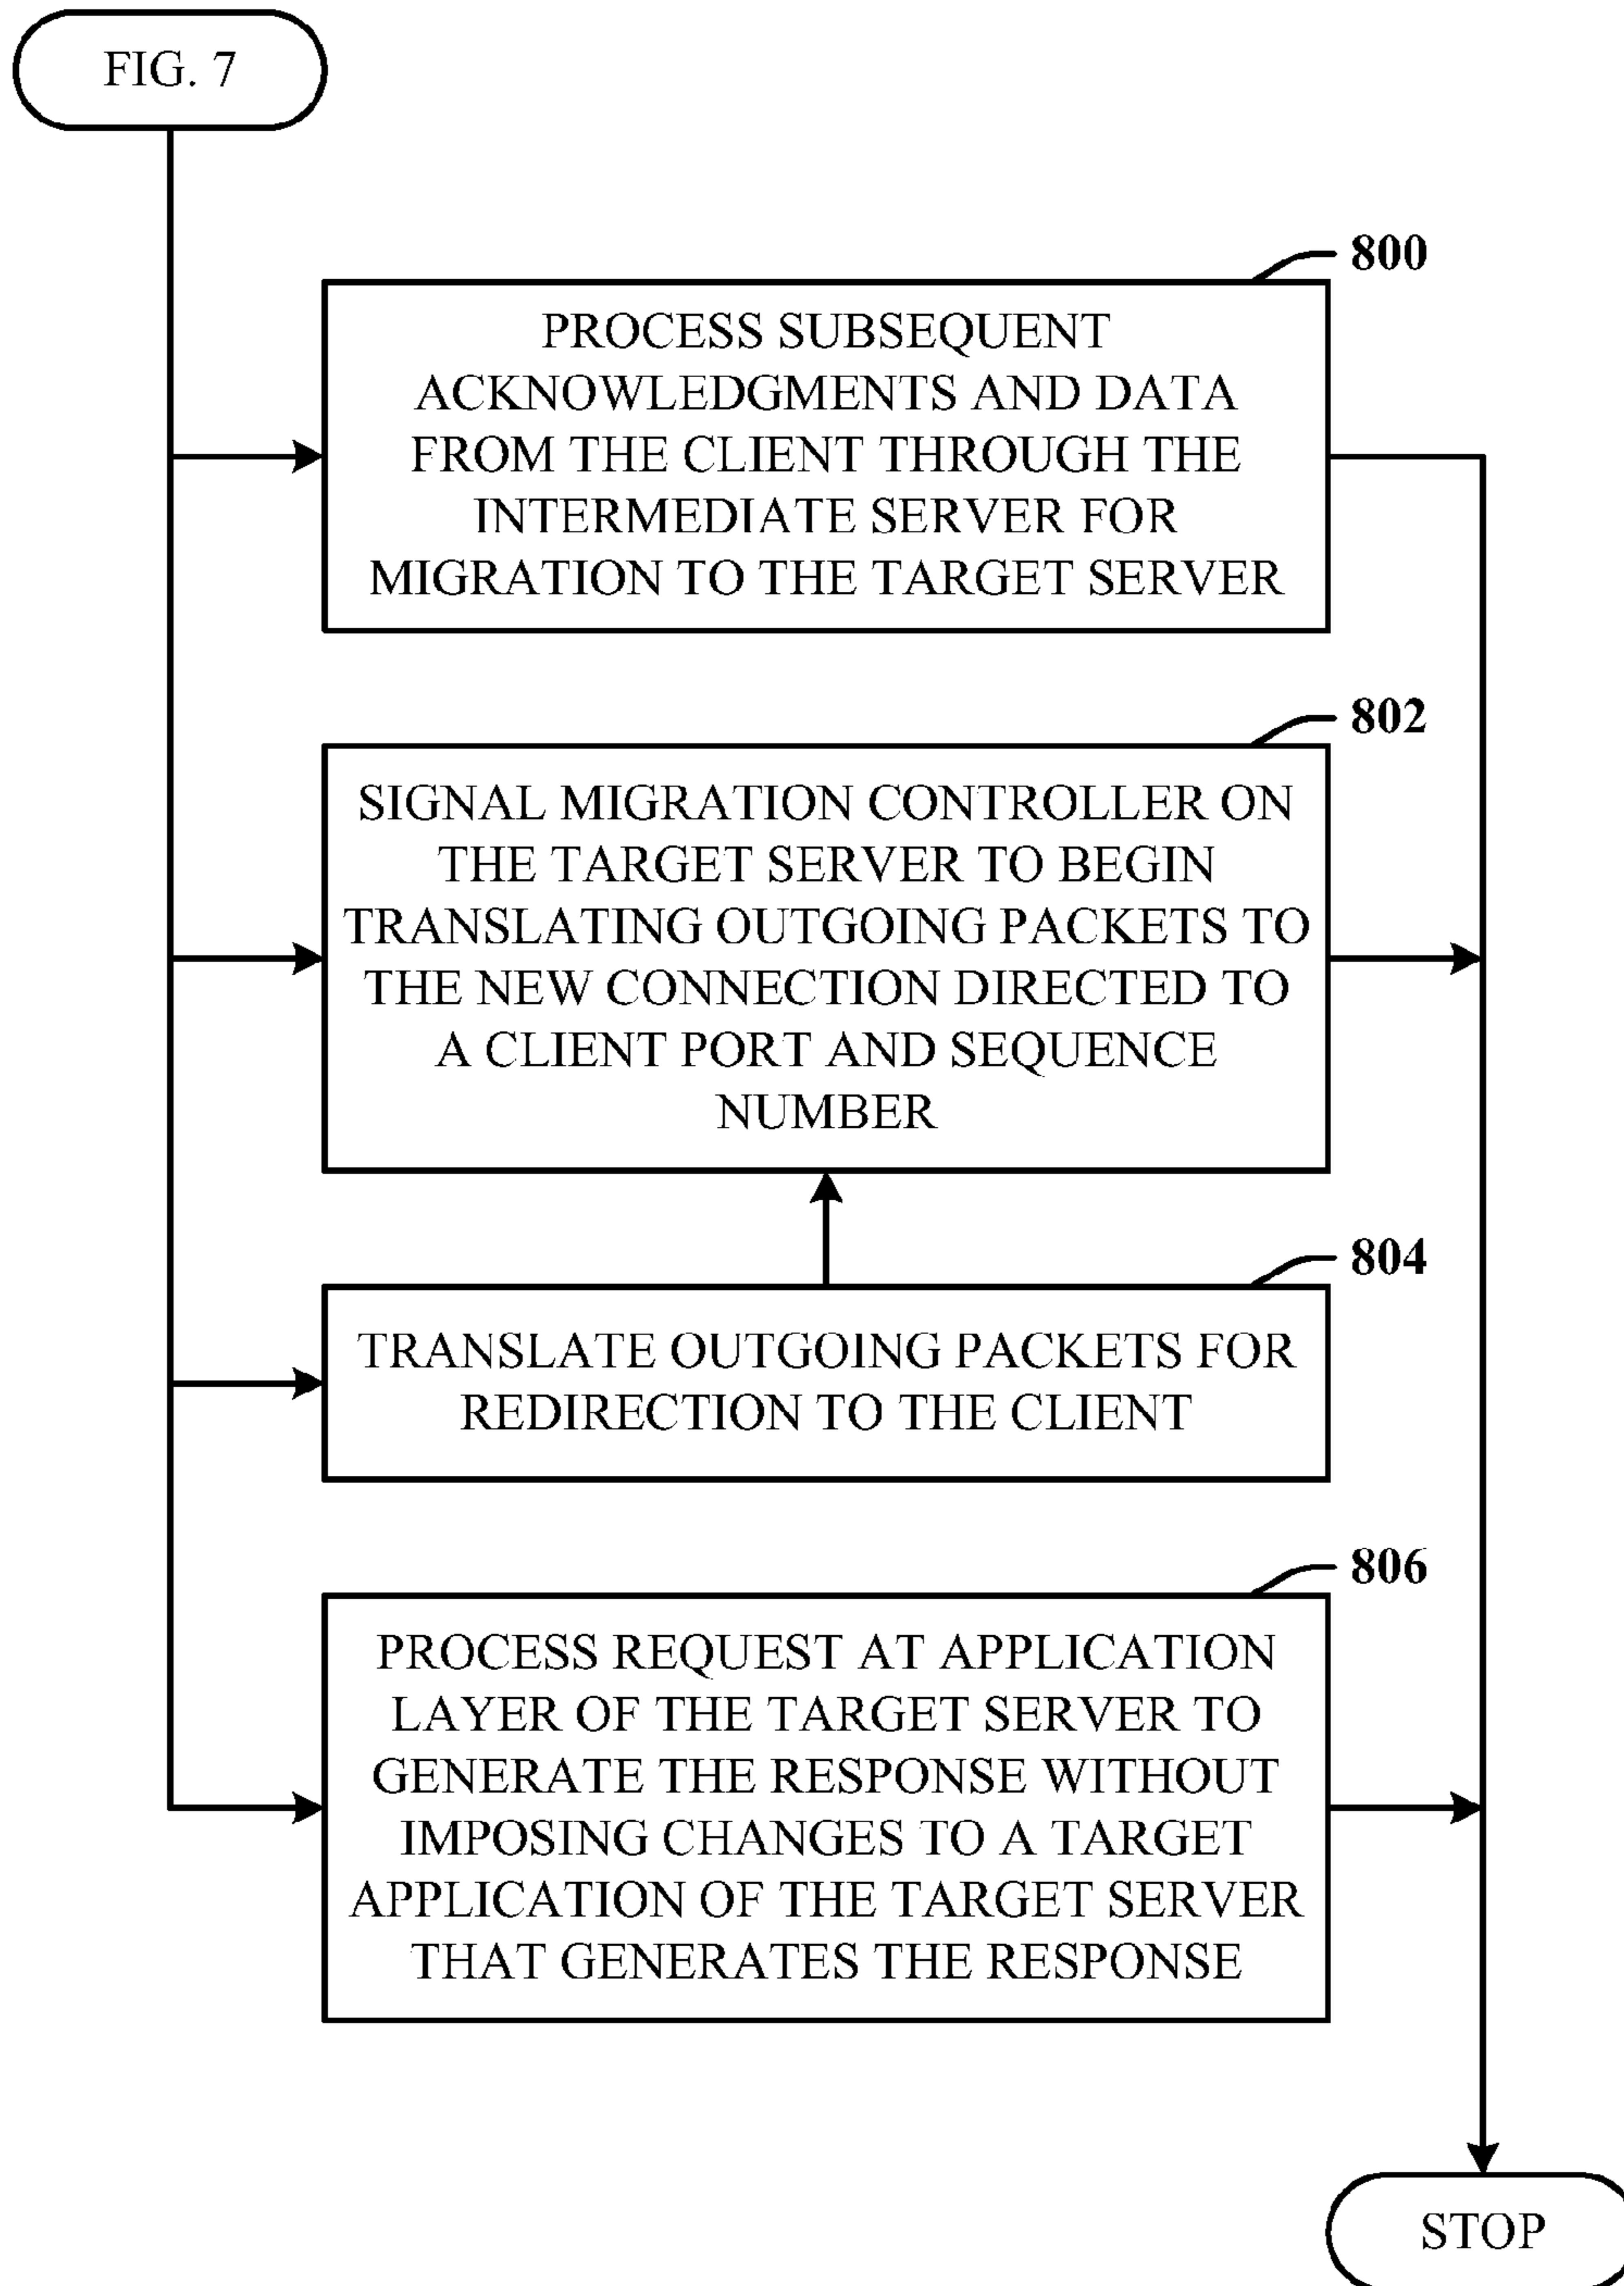 FIG. 7
800
PROCESS SUBSEQUENT
ACKNOWLEDGMENTS AND DATA
FROM THE CLIENT THROUGH THE
INTERMEDIATE SERVER FOR
MIGRATION TO THE TARGET SERVER
802
SIGNAL MIGRATION CONTROLLER ON
THE TARGET SERVER TO BEGIN
TRANSLATING OUTGOING PACKETS TO
THE NEW CONNECTION DIRECTED TO
A CLIENT PORT AND SEQUENCE
NUMBER
804
TRANSLATE OUTGOING PACKETS FOR
REDIRECTION TO THE CLIENT
806
PROCESS REQUEST AT APPLICATION
LAYER OF THE TARGET SERVER TO
GENERATE THE RESPONSE WITHOUT
IMPOSING CHANGES TO A TARGET
APPLICATION OF THE TARGET SERVER
THAT GENERATES THE RESPONSE
STOP